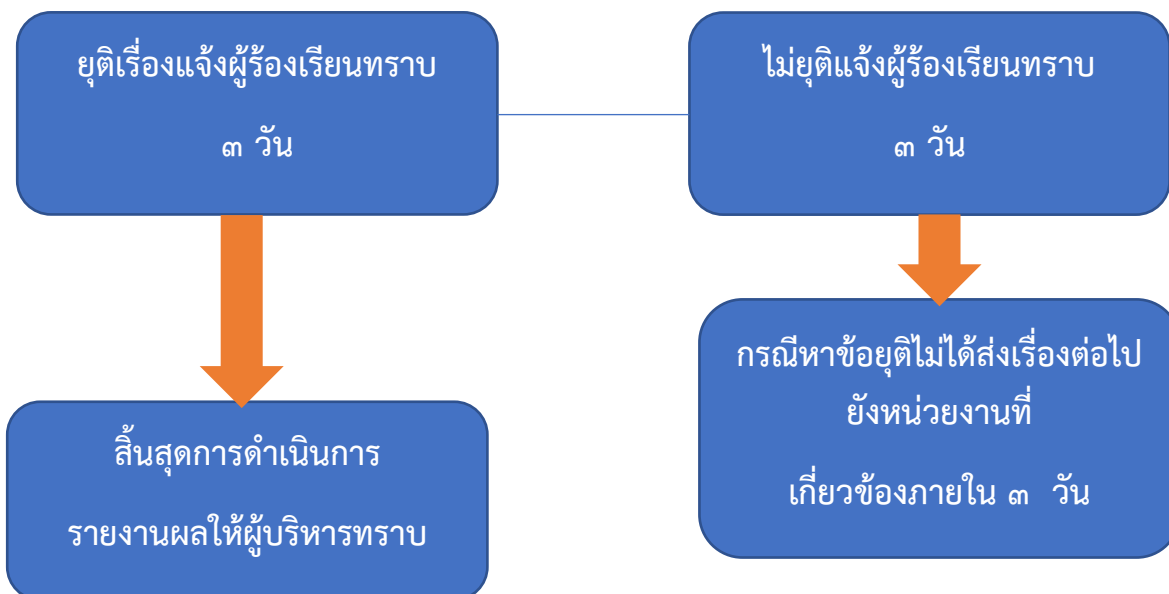 ยุติเรื่องแจ้งผู้ร้องเรียนทราบ
๓ วัน
ไม่ยุติแจ้งผู้ร้องเรียนทราบ
๓ วัน
สิ้นสุดการดำเนินการ
รายงานผลให้ผู้บริหารทราบ
กรณีหาข้อยุติไม่ได้ส่งเรื่องต่อไป
ยังหน่วยงานที่
เกี่ยวข้องภายใน ๓ วัน